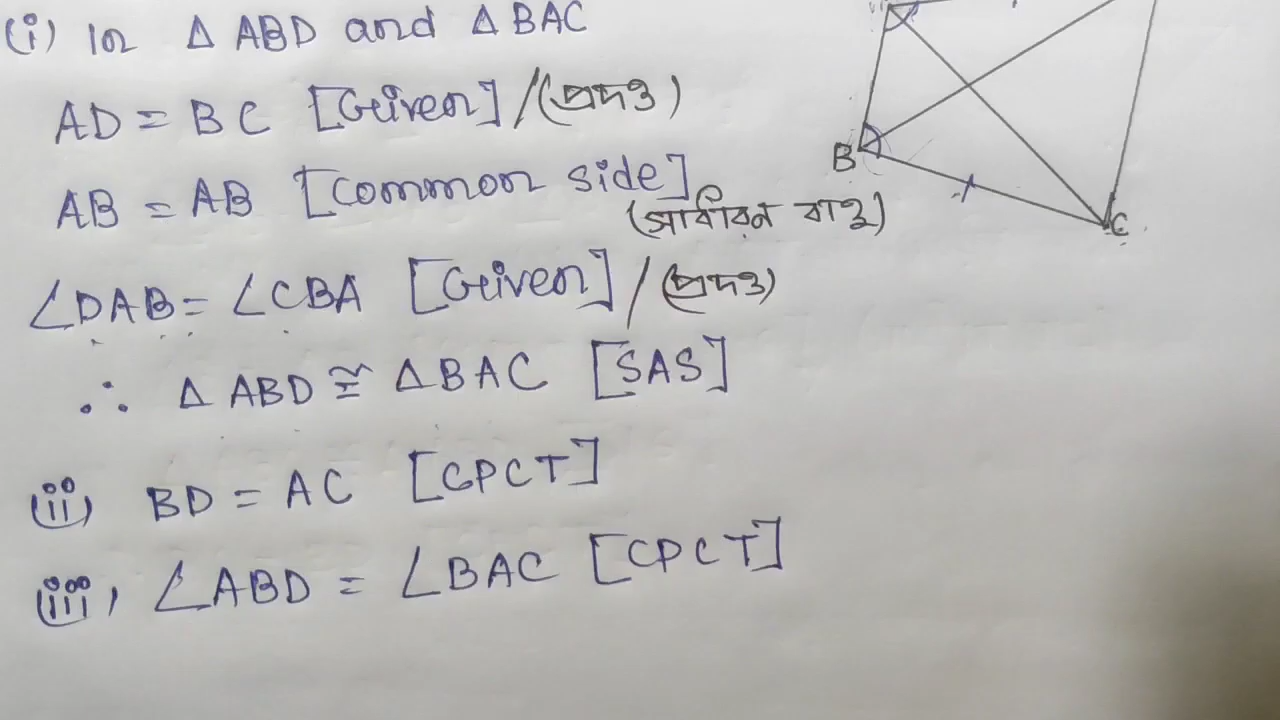 (i) In △ ABD and △ BAC
AD = BC [Given] / (প্রদত্ত)
AB = AB [Common side]
(সাধারন বাহু)
∠DAB = ∠CBA [Given] / (প্রদত্ত)
∴ △ ABD ≅ △ BAC [SAS]
(ii) BD = AC [CPCT]
(iii) ∠ABD = ∠BAC [CPCT]
B
C